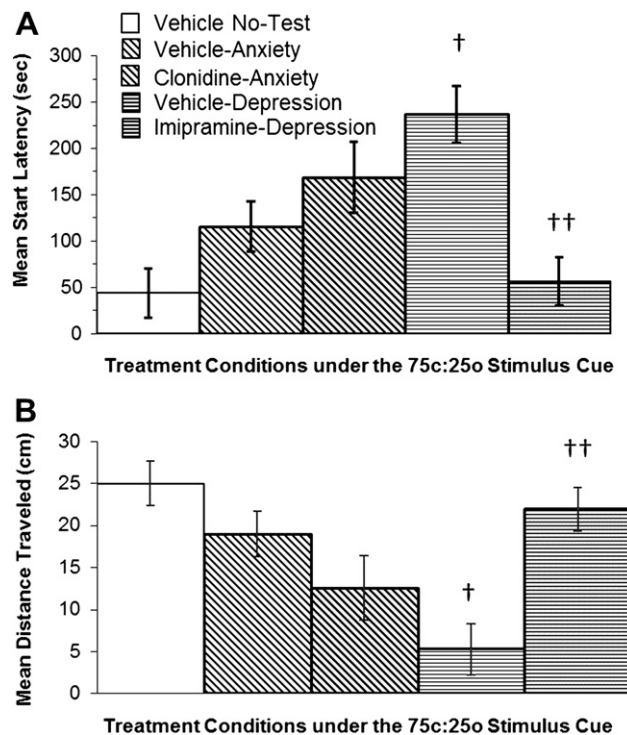 A
Vehicle No-Test
Vehicle-Anxiety
Clonidine-Anxiety
Vehicle-Depression
Imipramine-Depression
Mean Start Latency (sec)
300
250
200
150
100
50
0
†
††
Treatment Conditions under the 75c:25o Stimulus Cue
B
Mean Distance Traveled (cm)
30
25
20
15
10
5
0
†
††
Treatment Conditions under the 75c:25o Stimulus Cue